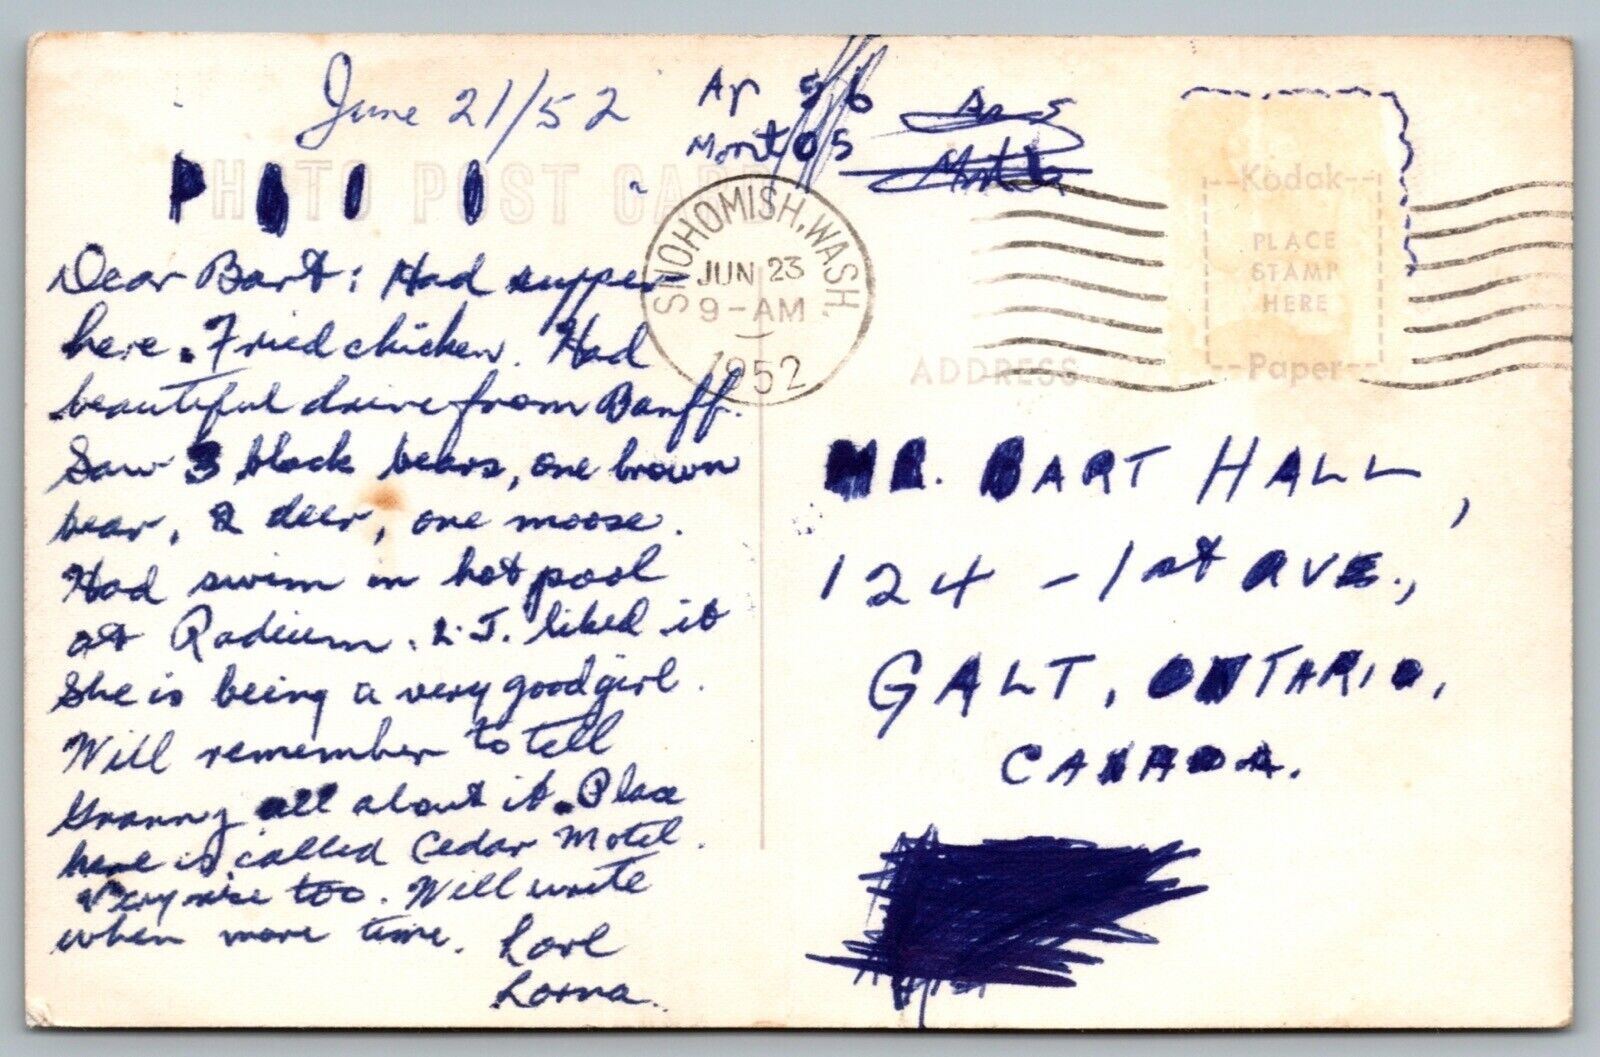 June 21/52
Ap 5/6
05
PHOTO POST CARD
SNOHOMISH, WASH.
JUN 23
9-AM
1952
--Kodak--
PLACE
STAMP
HERE
--Paper--
ADDRESS
Dear Bart: Had supper
here. Fried chicken. Had
beautiful drive from Banff.
Saw 3 black bears, one brown
bear, 2 deer, one moose.
Had swim in hot pool
at Radium. L.J. liked it
She is being a very good girl.
Will remember to tell
Granny all about it. Place
here is called Cedar Motel.
Very nice too. Will write
when more time. Love
Lorna.
MR. BART HALL,
124 - 1st AVE.,
GALT, ONTARIO,
CANADA.